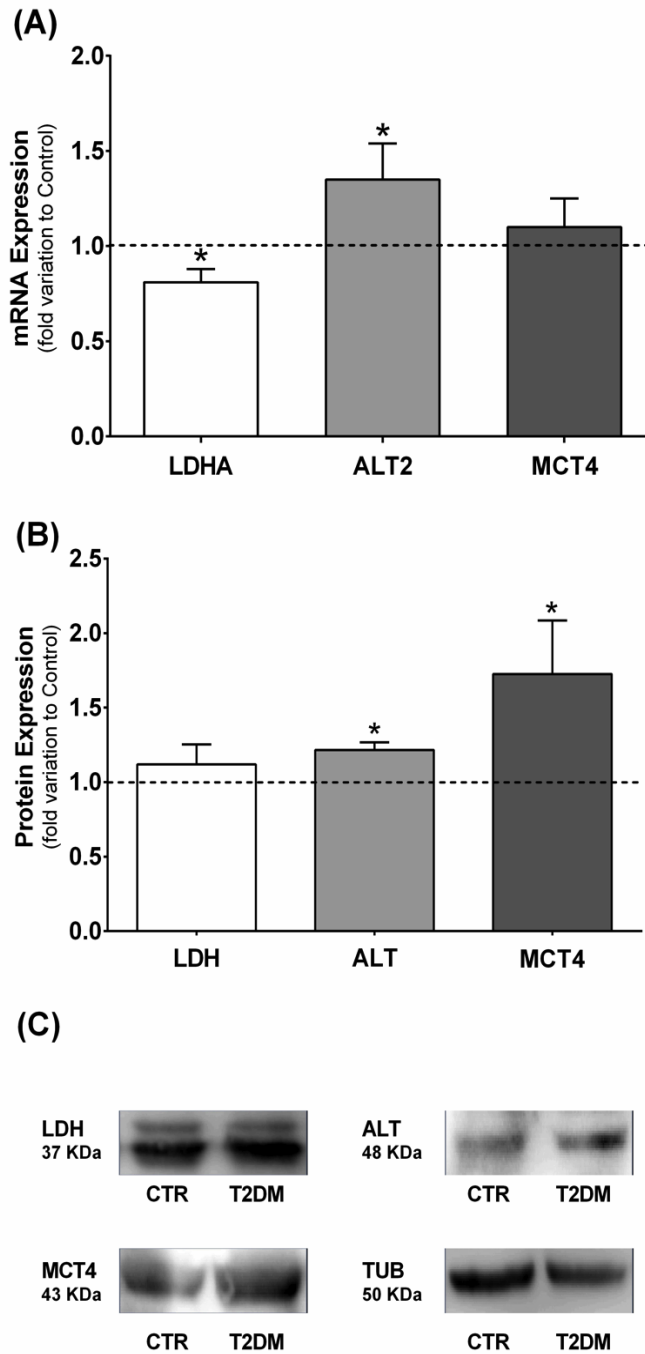 (A)
mRNA Expression
(fold variation to Control)
2.0
*
1.5
1.0
*
0.5
0.0
LDHA ALT2 MCT4
(B)
Protein Expression
(fold variation to Control)
2.5
*
2.0
*
1.5
1.0
0.5
0.0
LDH ALT MCT4
(C)
LDH
37 KDa
CTR T2DM
ALT
48 KDa
CTR T2DM
MCT4
43 KDa
CTR T2DM
TUB
50 KDa
CTR T2DM